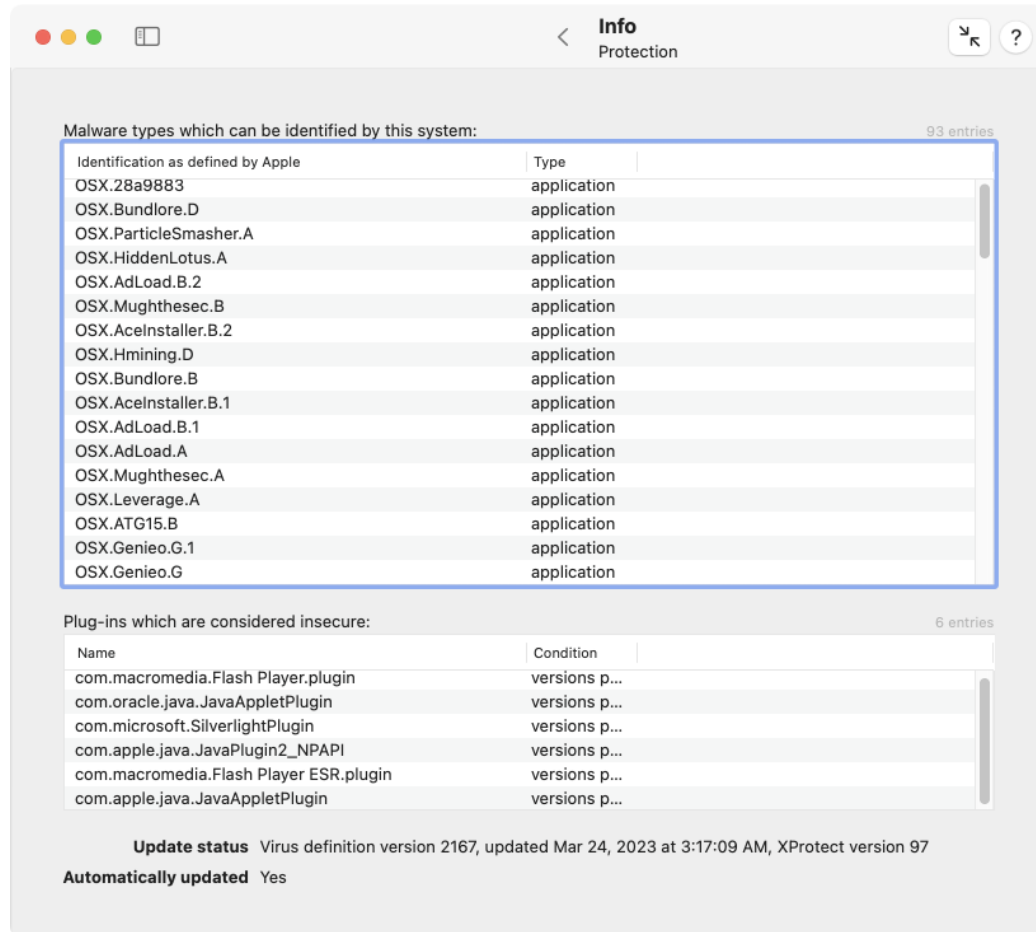 Info
Protection
?
Malware types which can be identified by this system:
93 entries
Identification as defined by Apple Type
OSX.28a9883 application
OSX.Bundlore.D application
OSX.ParticleSmasher.A application
OSX.HiddenLotus.A application
OSX.AdLoad.B.2 application
OSX.Mughthesec.B application
OSX.AceInstaller.B.2 application
OSX.Hmining.D application
OSX.Bundlore.B application
OSX.AceInstaller.B.1 application
OSX.AdLoad.B.1 application
OSX.AdLoad.A application
OSX.Mughthesec.A application
OSX.Leverage.A application
OSX.ATG15.B application
OSX.Genieo.G.1 application
OSX.Genieo.G application
Plug-ins which are considered insecure:
6 entries
Name Condition
com.macromedia.Flash Player.plugin versions p...
com.oracle.java.JavaAppletPlugin versions p...
com.microsoft.SilverlightPlugin versions p...
com.apple.java.JavaPlugin2_NPAPI versions p...
com.macromedia.Flash Player ESR.plugin versions p...
com.apple.java.JavaAppletPlugin versions p...
Update status Virus definition version 2167, updated Mar 24, 2023 at 3:17:09 AM, XProtect version 97
Automatically updated Yes